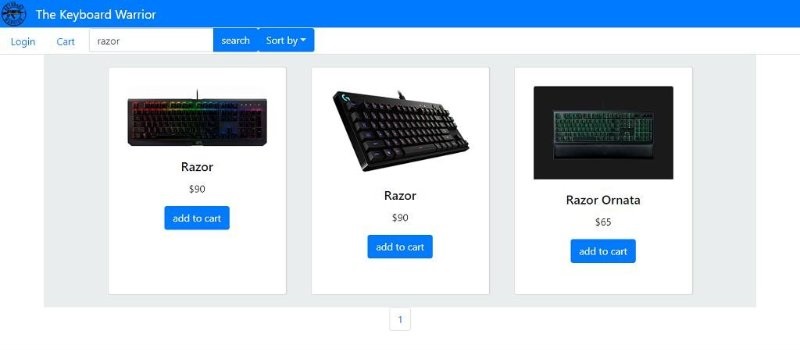 The Keyboard Warrior
Login Cart razor search Sort by
Razor
$90
add to cart
Razor
$90
add to cart
Razor Ornata
$65
add to cart
1